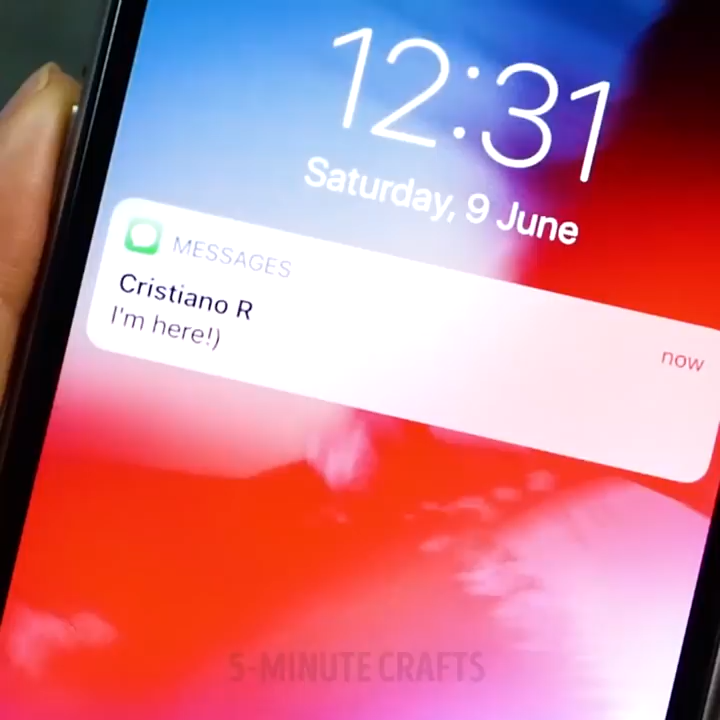 12:31
Saturday, 9 June
MESSAGES
Cristiano R
I'm here!)
now
5-MINUTE CRAFTS